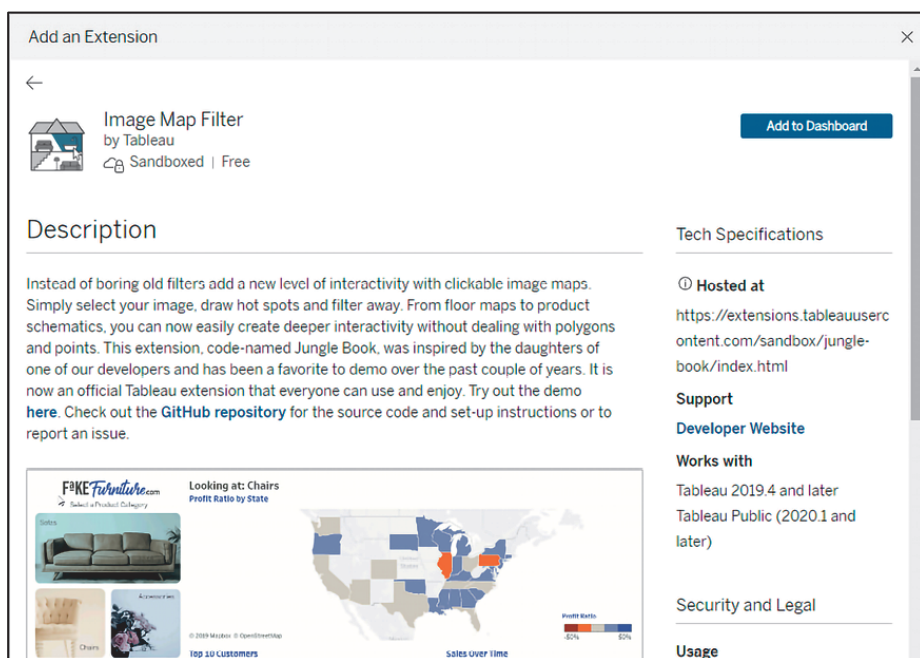 Add an Extension
Image Map Filter
by Tableau
Sandboxed | Free
Add to Dashboard
Description
Instead of boring old filters add a new level of interactivity with clickable image maps.
Simply select your image, draw hot spots and filter away. From floor maps to product
schematics, you can now easily create deeper interactivity without dealing with polygons
and points. This extension, code-named Jungle Book, was inspired by the daughters of
one of our developers and has been a favorite to demo over the past couple of years. It is
now an official Tableau extension that everyone can use and enjoy. Try out the demo
here. Check out the GitHub repository for the source code and set-up instructions or to
report an issue.
Tech Specifications
Hosted at
https://extensions.tableauuserc
ontent.com/sandbox/jungle-
book/index.html
Support
Developer Website
Works with
Tableau 2019.4 and later
Tableau Public (2020.1 and
later)
Security and Legal
Usage
FaKE Furniture.com
Select a Product Category
Accessories
Chairs
Looking at: Chairs
Profit Ratio by State
© 2019 Mapbox © OpenStreetMap
Profit Ratio
-50% 50%
Top 10 Customers
Sales Over Time